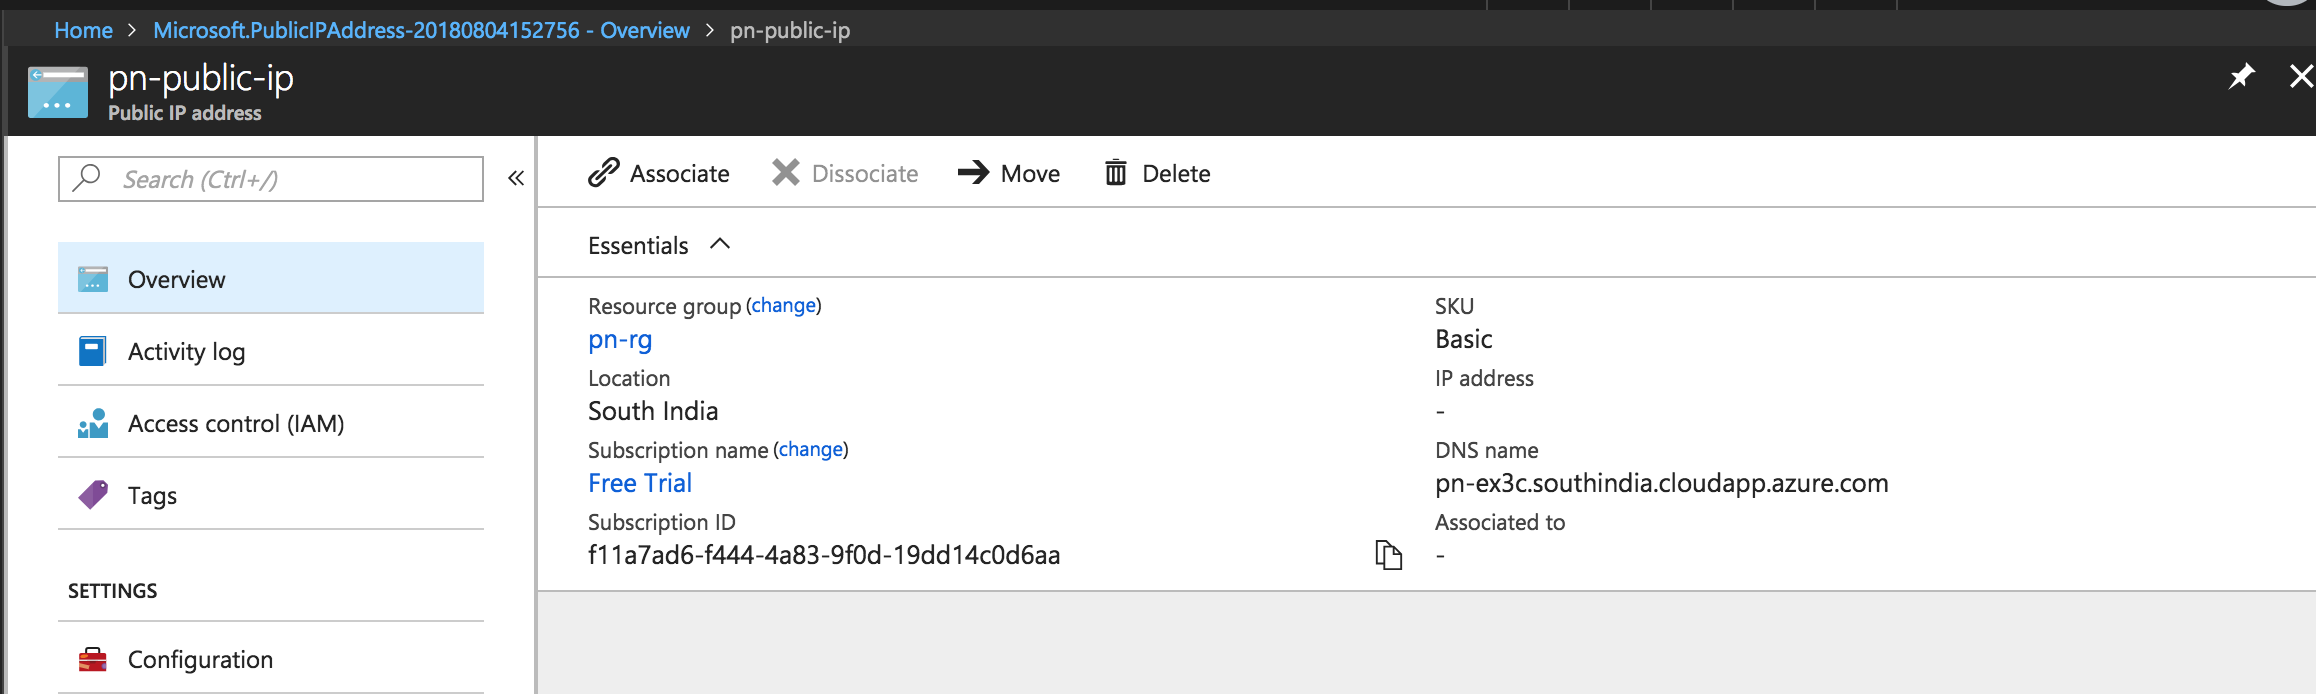 Home > Microsoft.PublicIPAddress-20180804152756 - Overview > pn-public-ip
pn-public-ip
Public IP address
Search (Ctrl+/)
«
Overview
Activity log
Access control (IAM)
Tags
SETTINGS
Configuration
Associate Dissociate Move Delete
Essentials
Resource group (change)
pn-rg
Location
South India
Subscription name (change)
Free Trial
Subscription ID
f11a7ad6-f444-4a83-9f0d-19dd14c0d6aa
SKU
Basic
IP address
-
DNS name
pn-ex3c.southindia.cloudapp.azure.com
Associated to
-